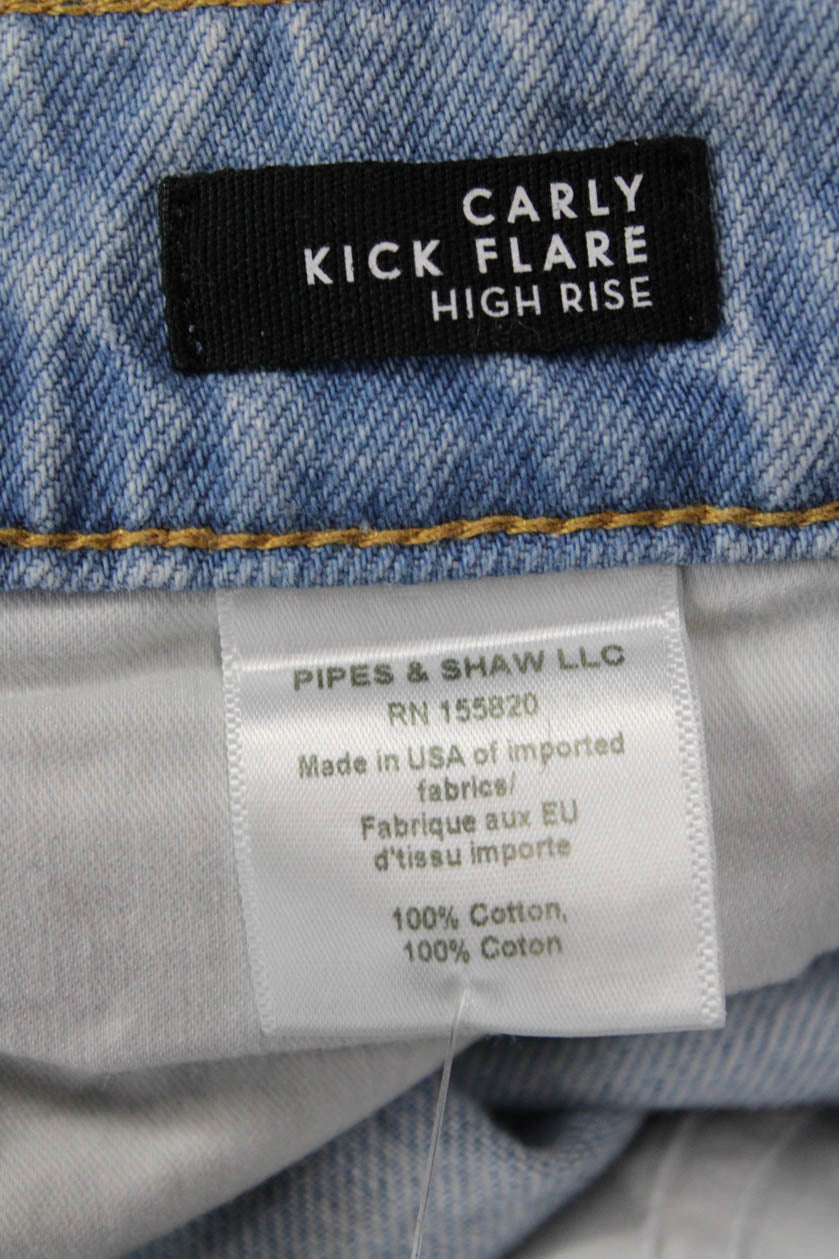 CARLY
KICK FLARE
HIGH RISE
PIPES & SHAW LLC
RN 155820
Made in USA of imported
fabrics/
Fabrique aux EU
d'tissu importe
100% Cotton,
100% Coton